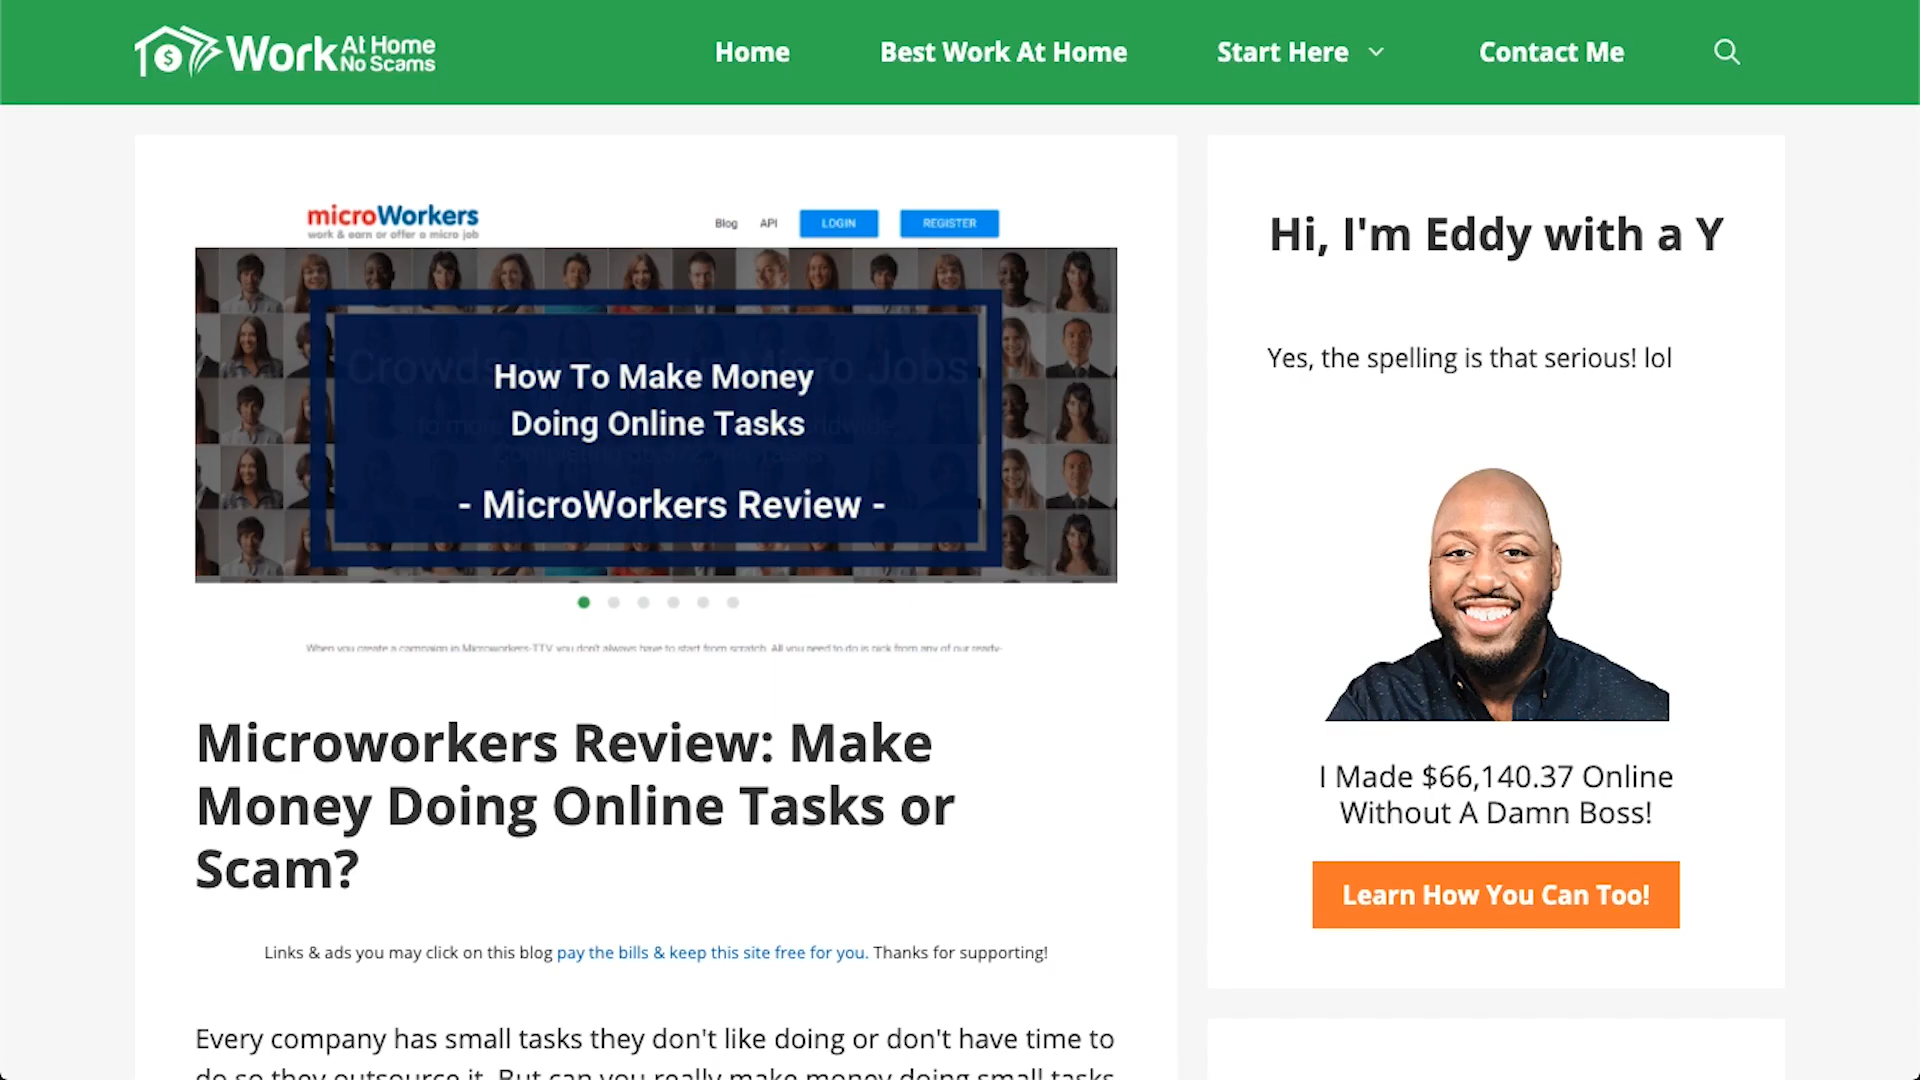 Work At Home No Scams
Home
Best Work At Home
Start Here
Contact Me
microWorkers
work & earn or offer a micro job
Blog
API
LOGIN
REGISTER
How To Make Money
Doing Online Tasks
- MicroWorkers Review -
When you create a campaign in Microworkers-TTV you don't always have to start from scratch. All you need to do is pick from any of our ready-
Microworkers Review: Make
Money Doing Online Tasks or
Scam?
Links & ads you may click on this blog pay the bills & keep this site free for you. Thanks for supporting!
Every company has small tasks they don't like doing or don't have time to
do so they outsource it. But can you really make money doing small tasks
Hi, I'm Eddy with a Y
Yes, the spelling is that serious! lol
I Made $66,140.37 Online
Without A Damn Boss!
Learn How You Can Too!